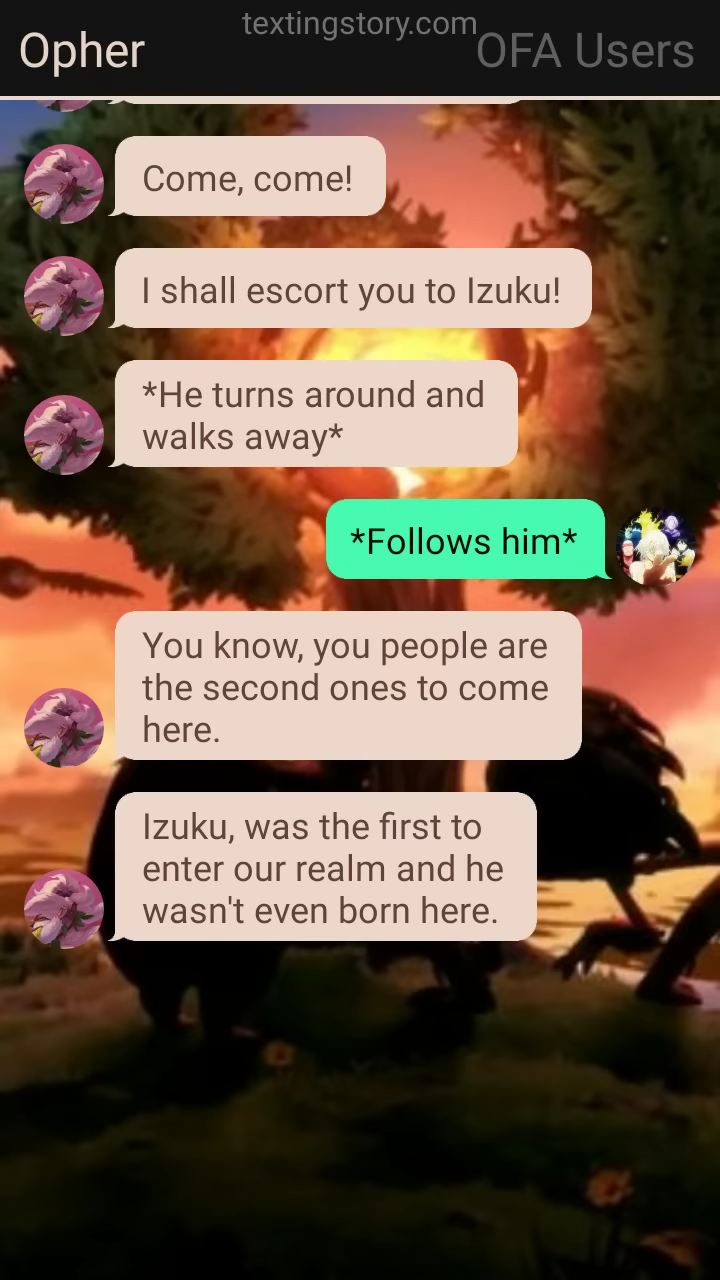 textingstory.com
Opher
OFA Users
Come, come!
I shall escort you to Izuku!
*He turns around and
walks away*
*Follows him*
You know, you people are
the second ones to come
here.
Izuku, was the first to
enter our realm and he
wasn't even born here.